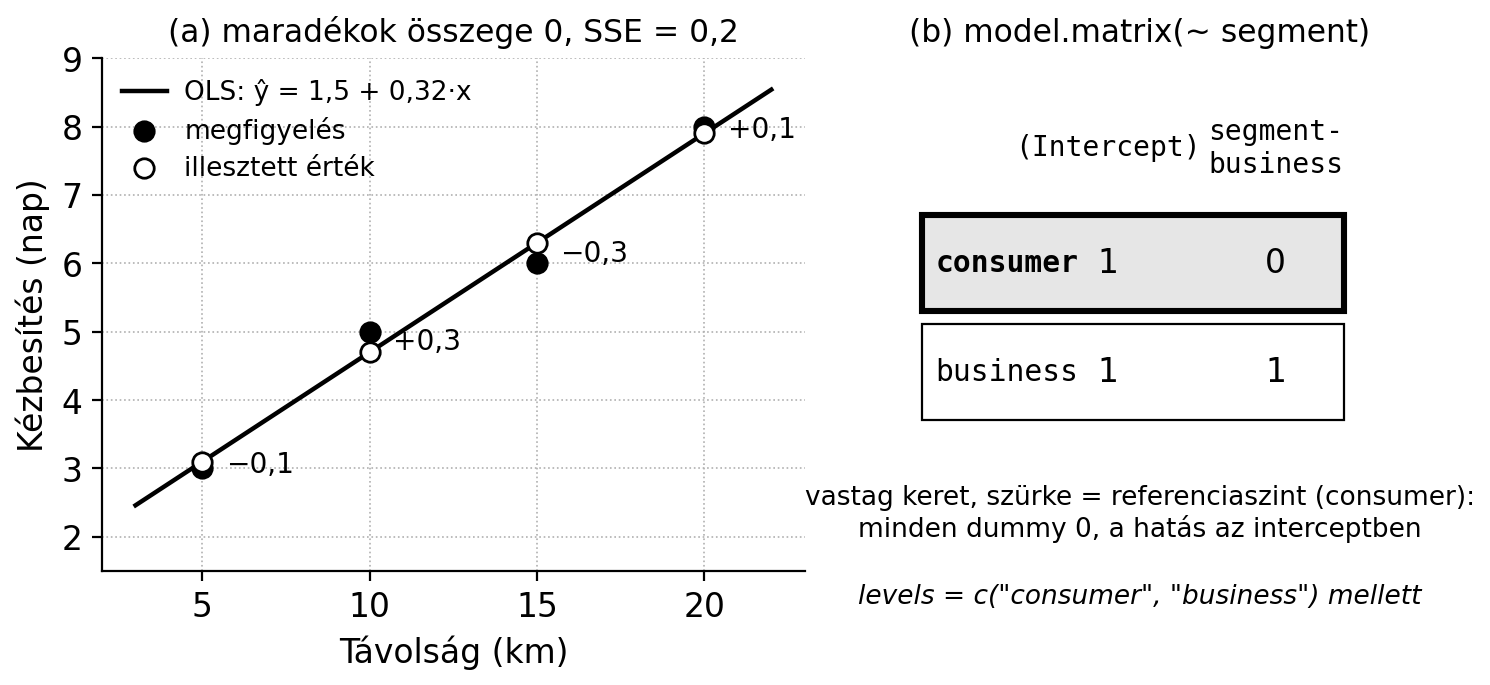 (a) maradékok összege 0, SSE = 0,2
OLS: ŷ = 1,5 + 0,32·x
megfigyelés
illesztett érték
9
8
7
6
5
4
3
2
Kézbesítés (nap)
−0,1
+0,3
−0,3
+0,1
5
10
15
20
Távolság (km)
(b) model.matrix(~ segment)
(Intercept) segment-
business
consumer 1 0
business 1 1
vastag keret, szürke = referenciaszint (consumer):
minden dummy 0, a hatás az interceptben
levels = c("consumer", "business") mellett